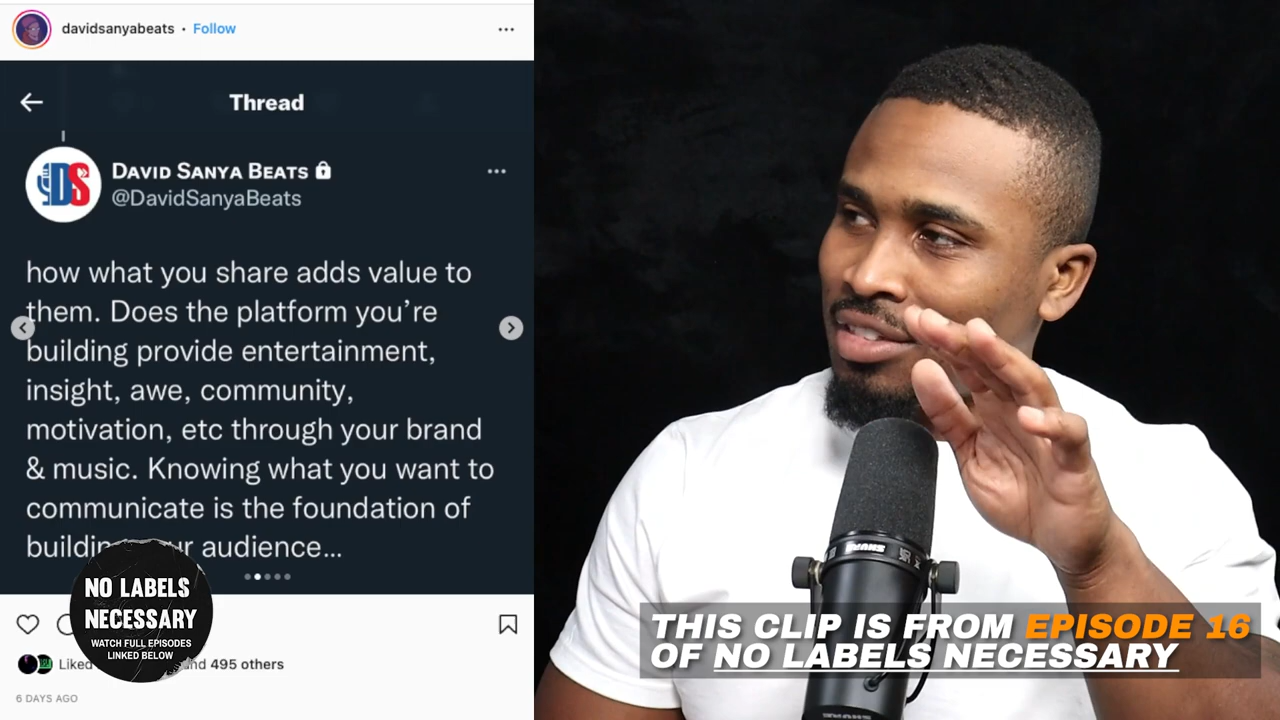 davidsanyabeats • Follow
Thread
DAVID SANYA BEATS
@DavidSanyaBeats
how what you share adds value to
them. Does the platform you’re
building provide entertainment,
insight, awe, community,
motivation, etc through your brand
& music. Knowing what you want to
communicate is the foundation of
audience...
NO LABELS
NECESSARY
WATCH FULL EPISODES
LINKED BELOW
Liked
495 others
6 DAYS AGO
DS
SHURE
THIS CLIP IS FROM EPISODE 16
OF NO LABELS NECESSARY